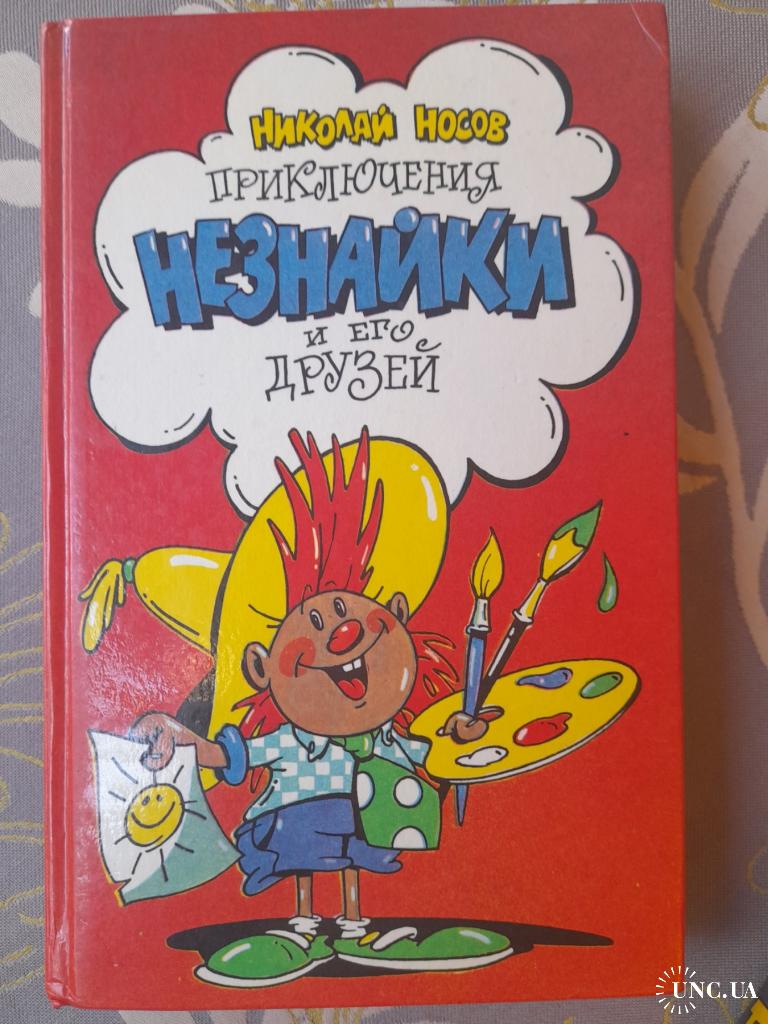 Николай Носов
ПРИКЛЮЧЕНИЯ
НЕЗНАЙКИ
И ЕГО
ДРУЗЕЙ
UNC.UA